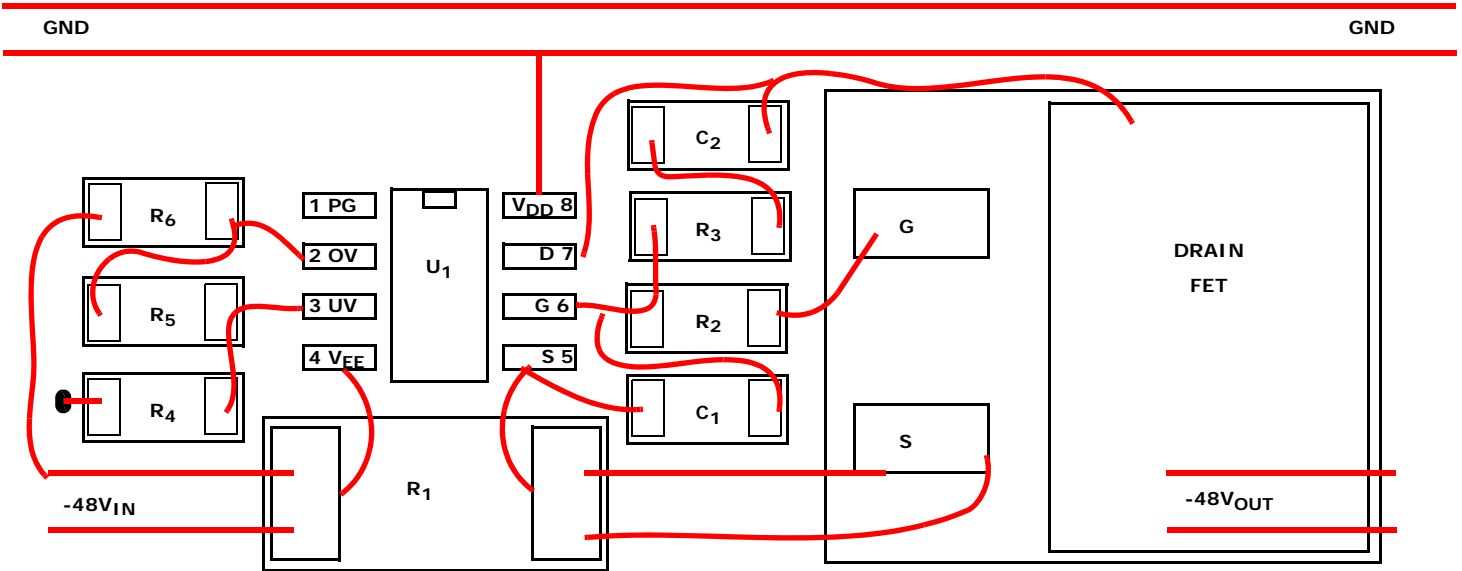 GND
GND
C2
R6
1 PG
VDD 8
R3
G
2 OV
U1
D 7
DRAIN
FET
R5
3 UV
G 6
R2
4 VEE
S 5
R4
C1
S
R1
-48VIN
-48VOUT